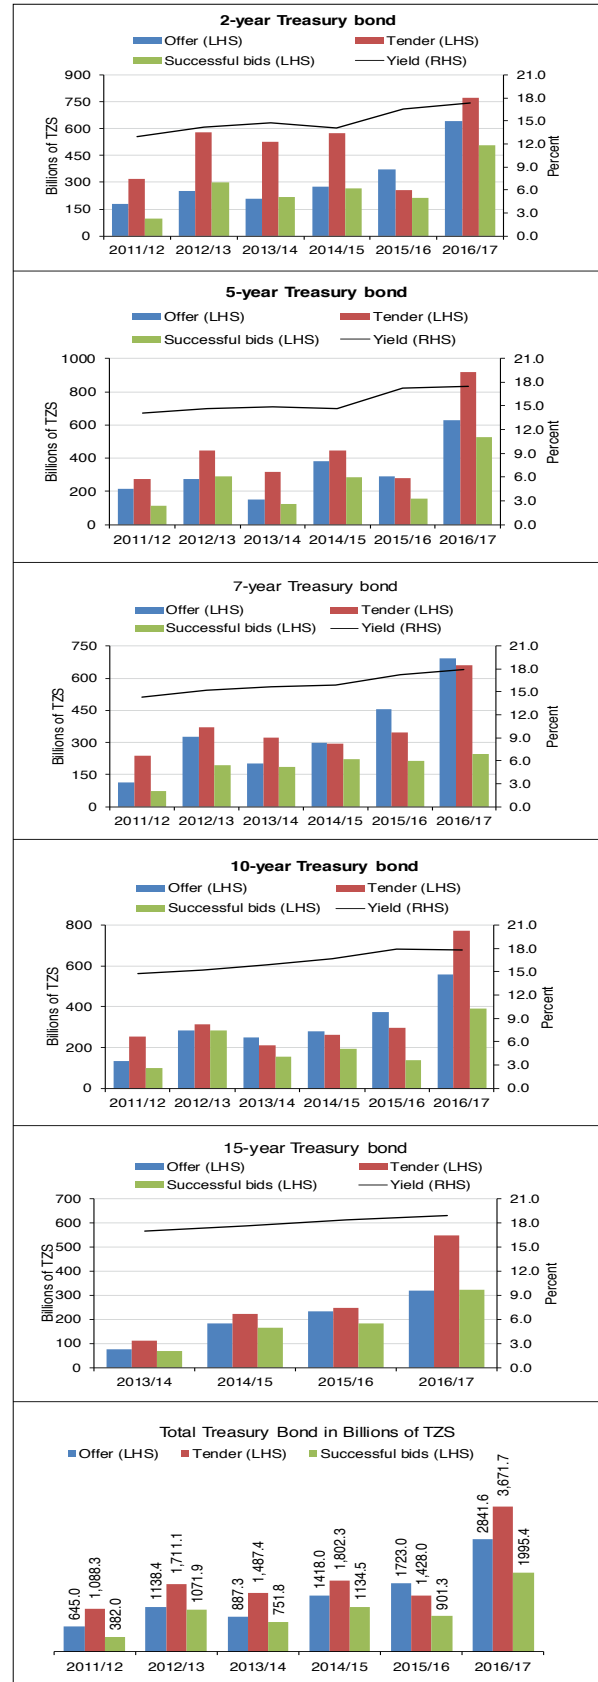 2-year Treasury bond
Offer (LHS) Tender (LHS)
Successful bids (LHS) Yield (RHS)
900 21.0
750 18.0
600 15.0
450 12.0
300 9.0
150 6.0
0 3.0
0.0
Billions of TZS
Percent
2011/12 2012/13 2013/14 2014/15 2015/16 2016/17
5-year Treasury bond
Offer (LHS) Tender (LHS)
Successful bids (LHS) Yield (RHS)
1000 21.0
800 18.0
600 15.0
400 12.0
200 9.0
0 6.0
3.0
0.0
Billions of TZS
Percent
2011/12 2012/13 2013/14 2014/15 2015/16 2016/17
7-year Treasury bond
Offer (LHS) Tender (LHS)
Successful bids (LHS) Yield (RHS)
750 21.0
600 18.0
450 15.0
300 12.0
150 9.0
0 6.0
3.0
0.0
Billions of TZS
Percent
2011/12 2012/13 2013/14 2014/15 2015/16 2016/17
10-year Treasury bond
Offer (LHS) Tender (LHS)
Successful bids (LHS) Yield (RHS)
800 21.0
600 18.0
400 15.0
200 12.0
0 9.0
6.0
3.0
0.0
Billions of TZS
Percent
2011/12 2012/13 2013/14 2014/15 2015/16 2016/17
15-year Treasury bond
Offer (LHS) Tender (LHS)
Successful bids (LHS) Yield (RHS)
700 21.0
600 18.0
500 15.0
400 12.0
300 9.0
200 6.0
100 3.0
0 0.0
Billions of TZS
Percent
2013/14 2014/15 2015/16 2016/17
Total Treasury Bond in Billions of TZS
Offer (LHS) Tender (LHS) Successful bids (LHS)
645.0 1,088.3 382.0
1138.4 1,711.1 1071.9
887.3 1,487.4 751.8
1418.0 1,802.3 1134.5
1723.0 1,428.0 901.3
2841.6 3,671.7 1995.4
2011/12 2012/13 2013/14 2014/15 2015/16 2016/17